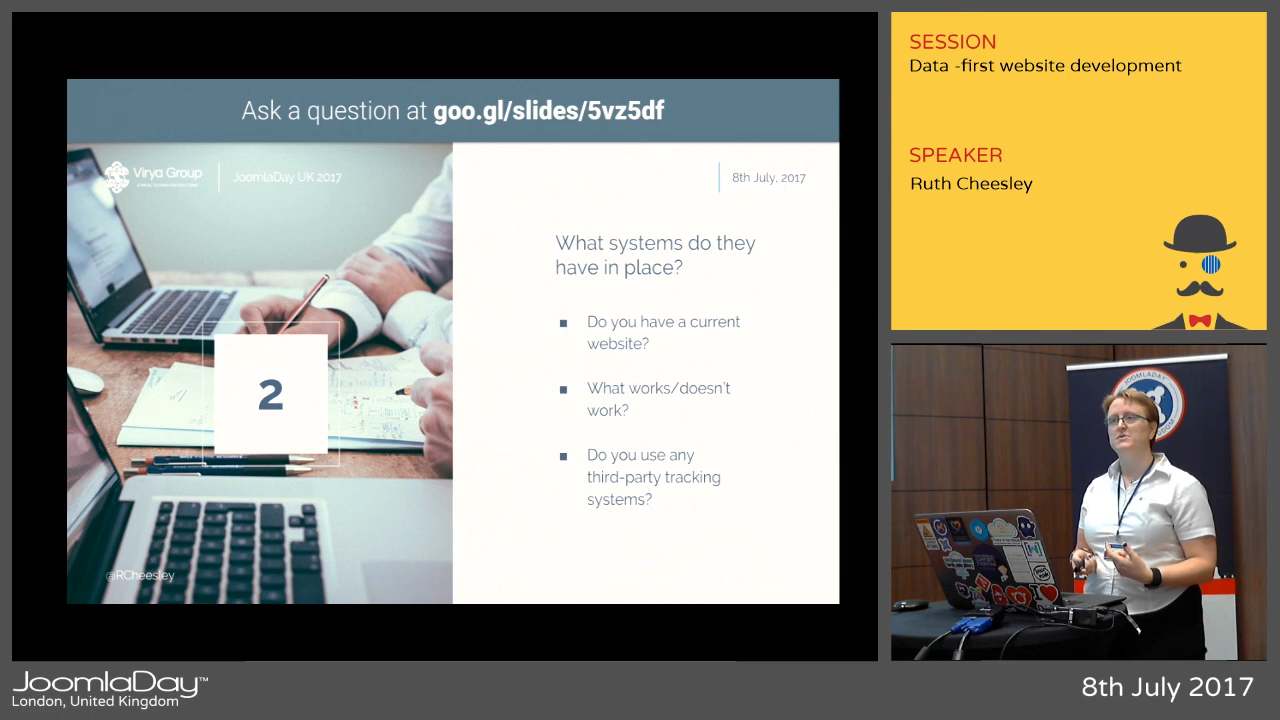 Ask a question at goo.gl/slides/5vz5df
Virya Group
JoomlaDay UK 2017
8th July, 2017
What systems do they
have in place?
Do you have a current
website?
What works/doesn't
work?
Do you use any
third-party tracking
systems?
2
@RCheesley
SESSION
Data -first website development
SPEAKER
Ruth Cheesley
JOOMLADAY
JoomlaDay™
London, United Kingdom
8th July 2017